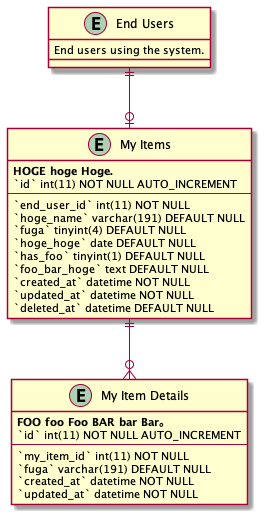 E End Users
End users using the system.
E My Items
HOGE hoge Hoge.
`id` int(11) NOT NULL AUTO_INCREMENT
`end_user_id` int(11) NOT NULL
`hoge_name` varchar(191) DEFAULT NULL
`fuga` tinyint(4) DEFAULT NULL
`hoge_hoge` date DEFAULT NULL
`has_foo` tinyint(1) DEFAULT NULL
`foo_bar_hoge` text DEFAULT NULL
`created_at` datetime NOT NULL
`updated_at` datetime NOT NULL
`deleted_at` datetime DEFAULT NULL
E My Item Details
FOO foo Foo BAR bar Bar。
`id` int(11) NOT NULL AUTO_INCREMENT
`my_item_id` int(11) NOT NULL
`fuga` varchar(191) DEFAULT NULL
`created_at` datetime NOT NULL
`updated_at` datetime NOT NULL